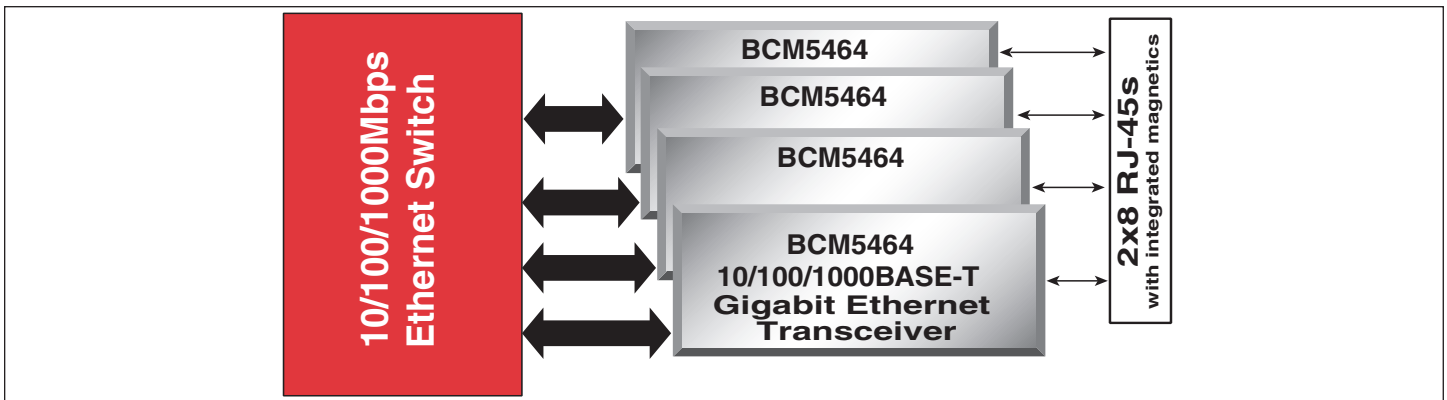 10/100/1000Mbps
Ethernet Switch
BCM5464
BCM5464
BCM5464
BCM5464
10/100/1000BASE-T
Gigabit Ethernet
Transceiver
2x8 RJ-45s
with integrated magnetics